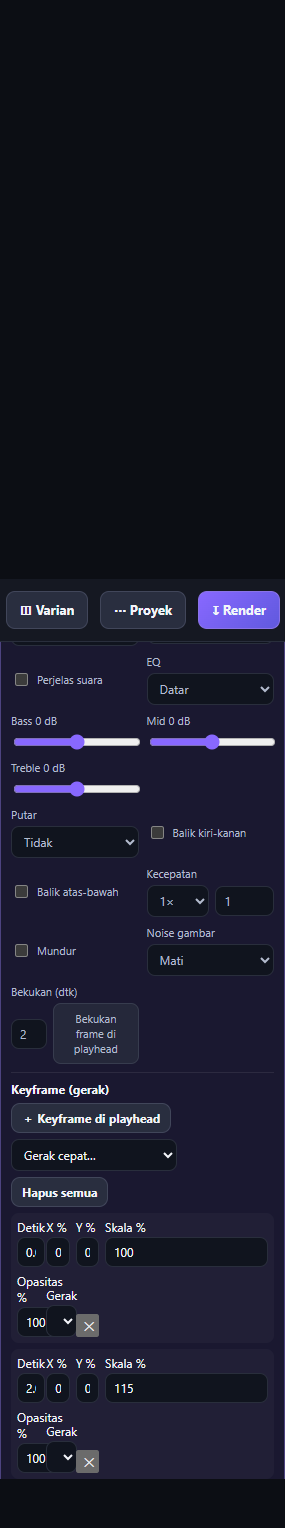 Varian
Proyek
Render
Perjelas suara
EQ
Datar
Bass 0 dB
Mid 0 dB
Treble 0 dB
Putar
Tidak
Balik kiri-kanan
Balik atas-bawah
Kecepatan
1×
1
Mundur
Noise gambar
Mati
Bekukan (dtk)
2
Bekukan
frame di
playhead
Keyframe (gerak)
+ Keyframe di playhead
Gerak cepat...
Hapus semua
Detik X % Y % Skala %
0 0 100
Opasitas
% Gerak
100
Detik X % Y % Skala %
0 0 115
Opasitas
% Gerak
100